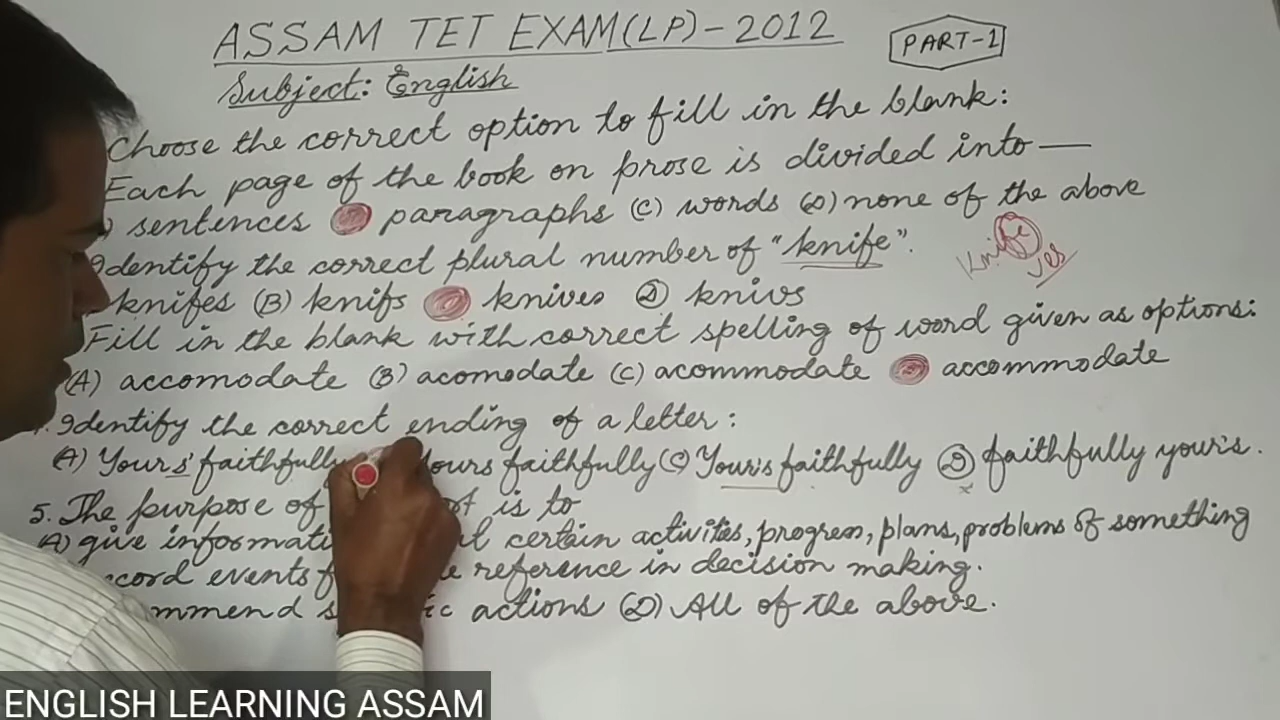 ASSAM TET EXAM(LP)-2012
PART-1
Subject: English
Choose the correct option to fill in the blank:
Each page of the book on prose is divided into —
) sentences paragraphs (C) words (D) none of the above
Identify the correct plural number of "knife".
Knife
yes
knifes (B) knifs knives (D) knivs
Fill in the blank with correct spelling of word given as options:
(A) accomodate (B) acomodate (C) acommodate accommodate
Identify the correct ending of a letter:
(A) Yours' faithfully Yours faithfully (C) Your's faithfully (D) faithfully your's.
5. The purpose of is to
(A) give certain activities, progress, plans, problems of something
events reference in decision making.
actions (D) All of the above.
ENGLISH LEARNING ASSAM